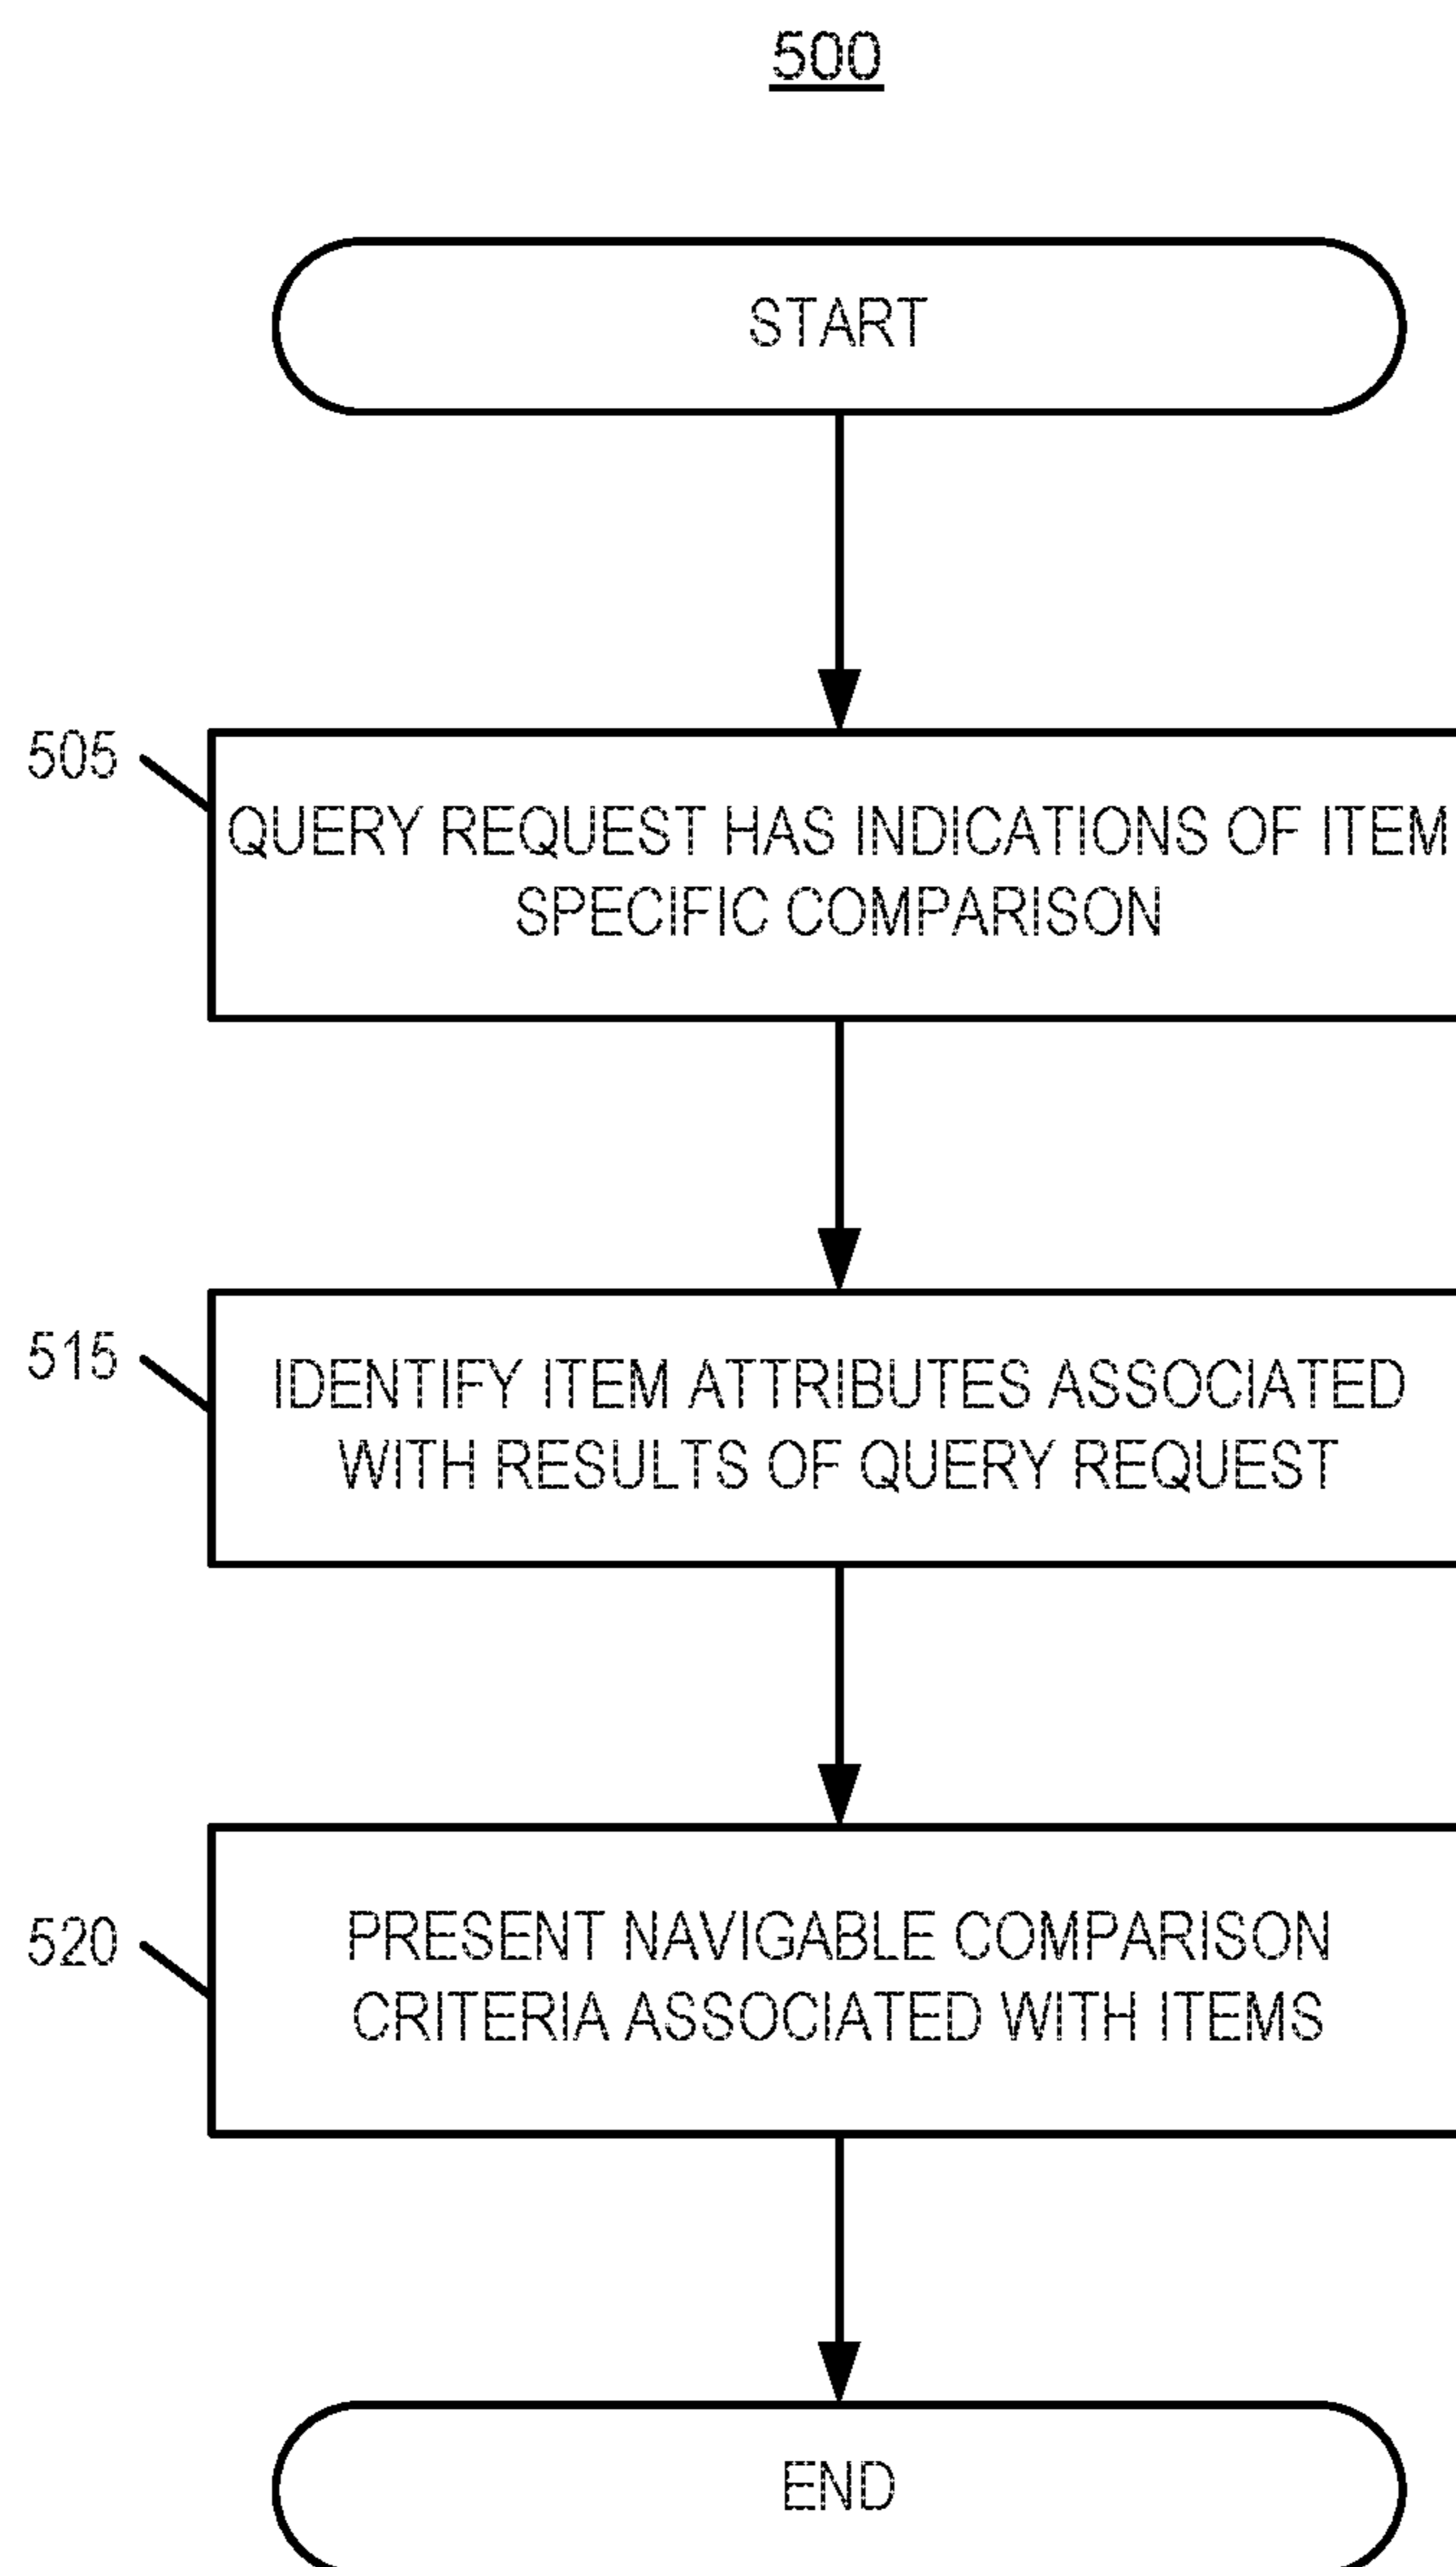 500
START
505
QUERY REQUEST HAS INDICATIONS OF ITEM
SPECIFIC COMPARISON
515
IDENTIFY ITEM ATTRIBUTES ASSOCIATED
WITH RESULTS OF QUERY REQUEST
520
PRESENT NAVIGABLE COMPARISON
CRITERIA ASSOCIATED WITH ITEMS
END